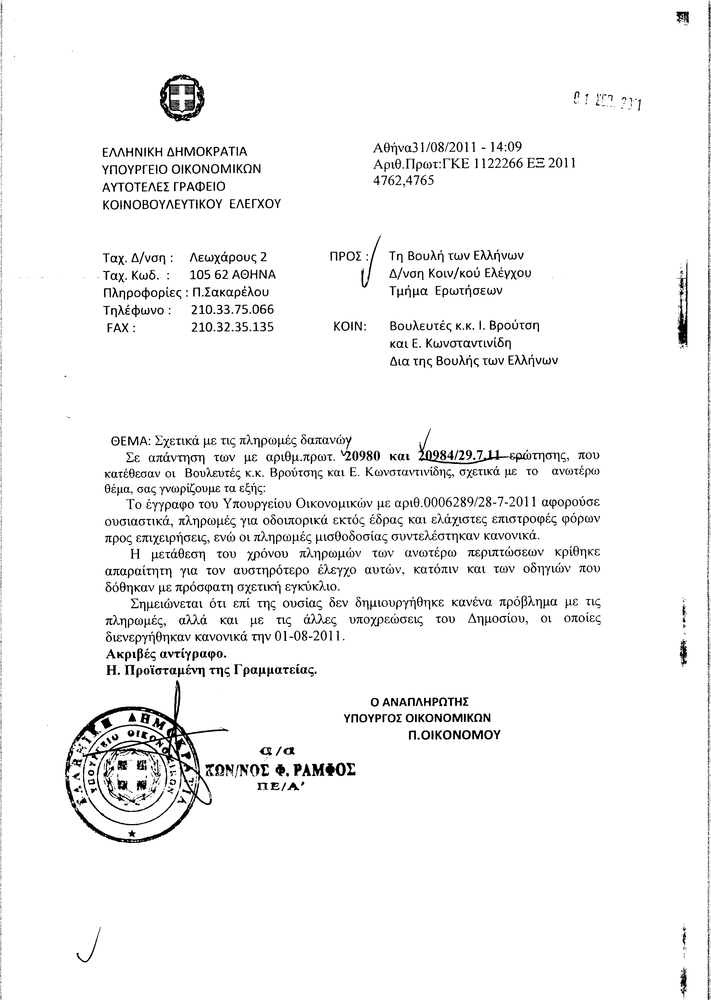 01 ΣΕΠ. 2011
ΕΛΛΗΝΙΚΗ ΔΗΜΟΚΡΑΤΙΑ
ΥΠΟΥΡΓΕΙΟ ΟΙΚΟΝΟΜΙΚΩΝ
ΑΥΤΟΤΕΛΕΣ ΓΡΑΦΕΙΟ
ΚΟΙΝΟΒΟΥΛΕΥΤΙΚΟΥ ΕΛΕΓΧΟΥ
Αθήνα31/08/2011 - 14:09
Αριθ.Πρωτ:ΓΚΕ 1122266 ΕΞ 2011
4762,4765
Ταχ. Δ/νση : Λεωχάρους 2
Ταχ. Κωδ. : 105 62 ΑΘΗΝΑ
Πληροφορίες : Π.Σακαρέλου
Τηλέφωνο : 210.33.75.066
FAX : 210.32.35.135
ΠΡΟΣ : Τη Βουλή των Ελλήνων
Δ/νση Κοιν/κού Ελέγχου
Τμήμα Ερωτήσεων
ΚΟΙΝ: Βουλευτές κ.κ. Ι. Βρούτση
και Ε. Κωνσταντινίδη
Δια της Βουλής των Ελλήνων
ΘΕΜΑ: Σχετικά με τις πληρωμές δαπανών
Σε απάντηση των με αριθμ.πρωτ. 20980 και 20984/29.7.11 ερώτησης, που
κατέθεσαν οι Βουλευτές κ.κ. Βρούτσης και Ε. Κωνσταντινίδης, σχετικά με το ανωτέρω
θέμα, σας γνωρίζουμε τα εξής:
Το έγγραφο του Υπουργείου Οικονομικών με αριθ.0006289/28-7-2011 αφορούσε
ουσιαστικά, πληρωμές για οδοιπορικά εκτός έδρας και ελάχιστες επιστροφές φόρων
προς επιχειρήσεις, ενώ οι πληρωμές μισθοδοσίας συντελέστηκαν κανονικά.
Η μετάθεση του χρόνου πληρωμών των ανωτέρω περιπτώσεων κρίθηκε
απαραίτητη για τον αυστηρότερο έλεγχο αυτών, κατόπιν και των οδηγιών που
δόθηκαν με πρόσφατη σχετική εγκύκλιο.
Σημειώνεται ότι επί της ουσίας δεν δημιουργήθηκε κανένα πρόβλημα με τις
πληρωμές, αλλά και με τις άλλες υποχρεώσεις του Δημοσίου, οι οποίες
διενεργήθηκαν κανονικά την 01-08-2011.
Ακριβές αντίγραφο.
Η. Προϊσταμένη της Γραμματείας.
Ο ΑΝΑΠΛΗΡΩΤΗΣ
ΥΠΟΥΡΓΟΣ ΟΙΚΟΝΟΜΙΚΩΝ
Π.ΟΙΚΟΝΟΜΟΥ
ΕΛΛΗΝΙΚΗ ΔΗΜΟΚΡΑΤΙΑ
ΥΠΟΥΡΓΕΙΟ ΟΙΚΟΝΟΜΙΚΩΝ
α/α
ΚΩΝ/ΝΟΣ Φ. ΡΑΜΦΟΣ
ΠΕ/Α'